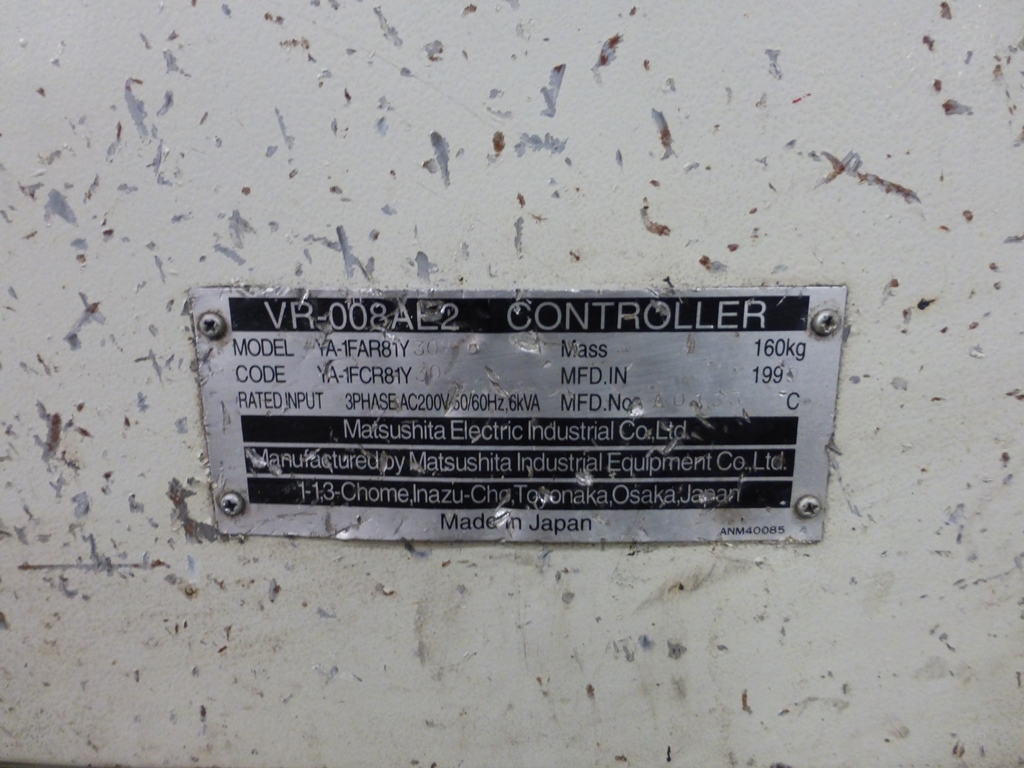 VR-008AE2 CONTROLLER
MODEL YA-1FAR81Y Mass 160kg
CODE YA-1FCR81Y MFD.IN
RATED INPUT 3PHASE AC200V 50/60Hz,6kVA MFD.No. C
Matsushita Electric Industrial Co.,Ltd.
Manufactured by Matsushita Industrial Equipment Co.,Ltd.
1-1,3-Chome,Inazu-Cho,Toyonaka,Osaka,Japan
Made in Japan ANM40085